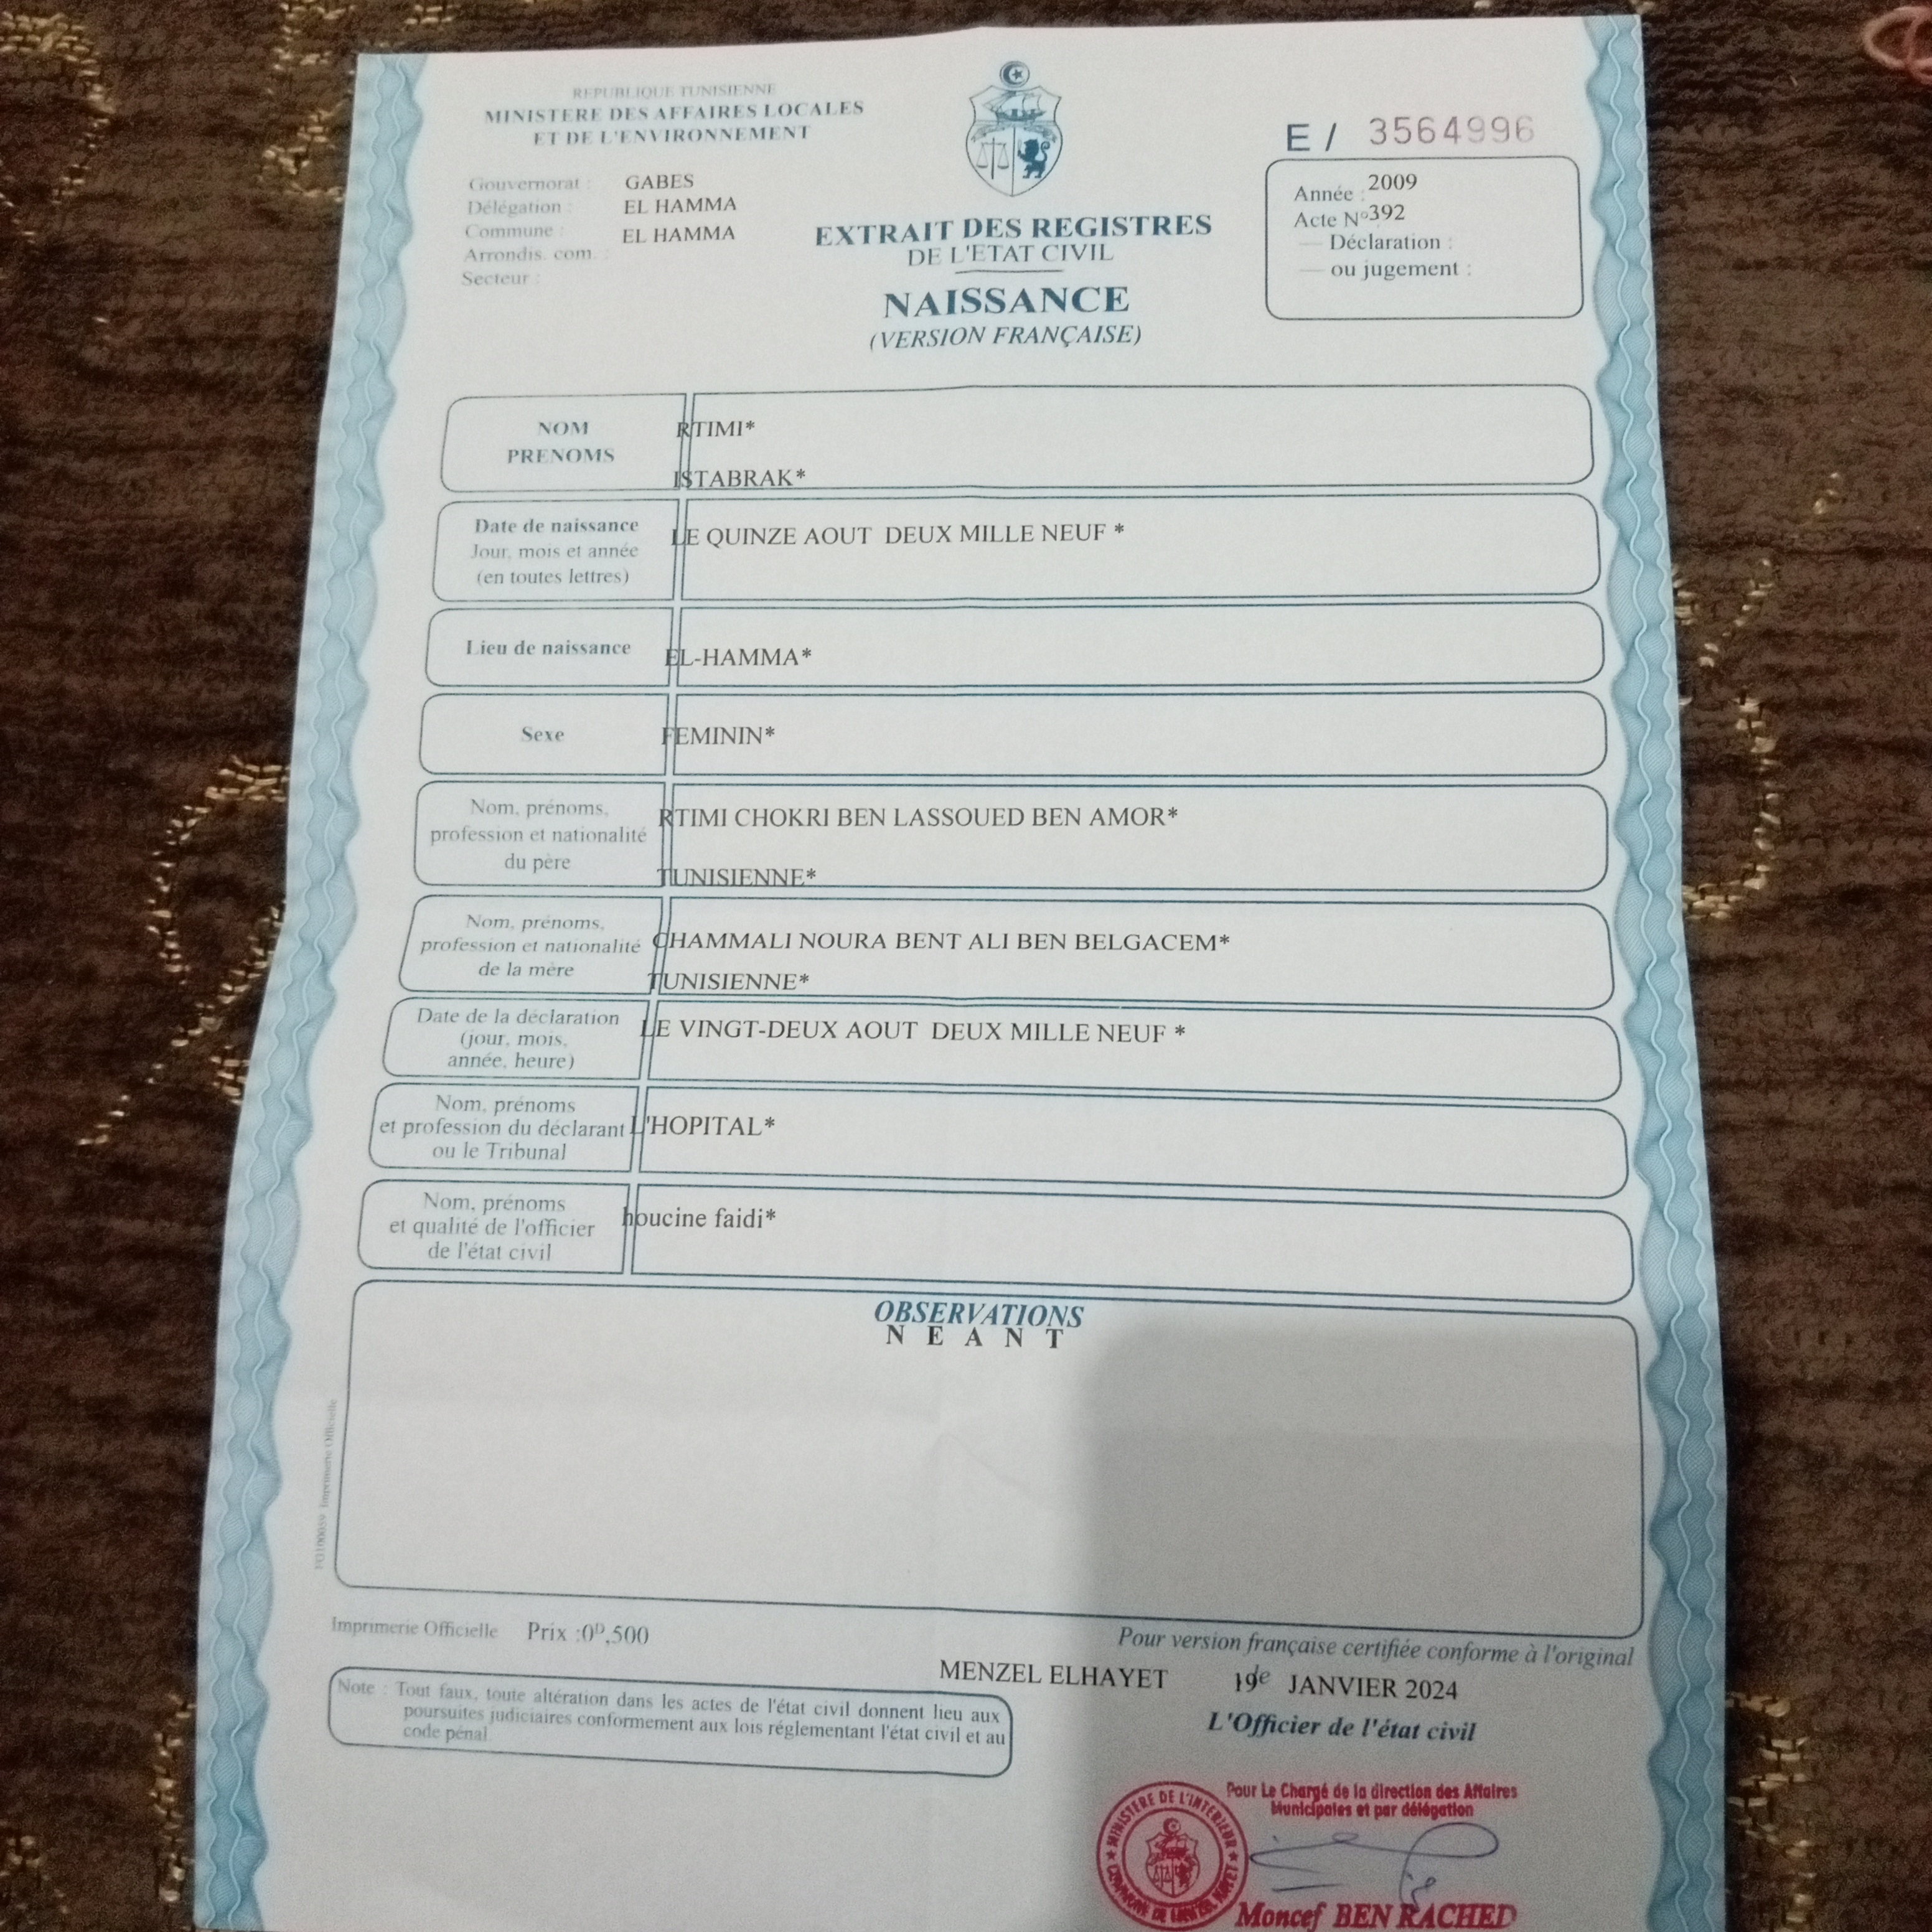 REPUBLIQUE TUNISIENNE
MINISTERE DES AFFAIRES LOCALES
ET DE L'ENVIRONNEMENT
Gouvernorat : GABES
Délégation : EL HAMMA
Commune : EL HAMMA
Arrondis. com. :
Secteur :
EXTRAIT DES REGISTRES
DE L'ETAT CIVIL
NAISSANCE
(VERSION FRANÇAISE)
E / 3564996
Année : 2009
Acte N° 392
— Déclaration :
— ou jugement :
NOM RTIMI*
PRENOMS ISTABRAK*
Date de naissance LE QUINZE AOUT DEUX MILLE NEUF *
Jour, mois et année
(en toutes lettres)
Lieu de naissance EL-HAMMA*
Sexe FEMININ*
Nom, prénoms, RTIMI CHOKRI BEN LASSOUED BEN AMOR*
profession et nationalité
du père TUNISIENNE*
Nom, prénoms,
profession et nationalité CHAMMALI NOURA BENT ALI BEN BELGACEM*
de la mère TUNISIENNE*
Date de la déclaration LE VINGT-DEUX AOUT DEUX MILLE NEUF *
(jour, mois,
année, heure)
Nom, prénoms
et profession du déclarant L'HOPITAL*
ou le Tribunal
Nom, prénoms houcine faidi*
et qualité de l'officier
de l'état civil
OBSERVATIONS
N E A N T
Imprimerie Officielle
Imprimerie Officielle Prix :0ᴰ,500
Pour version française certifiée conforme à l'original
MENZEL ELHAYET 19 le JANVIER 2024
L'Officier de l'état civil
Note : Tout faux, toute altération dans les actes de l'état civil donnent lieu aux
poursuites judiciaires conformement aux lois réglementant l'état civil et au
code pénal.
Pour Le Chargé de la direction des Affaires
Municipales et par délégation
MINISTERE DE L'INTERIEUR
Moncef BEN RACHED